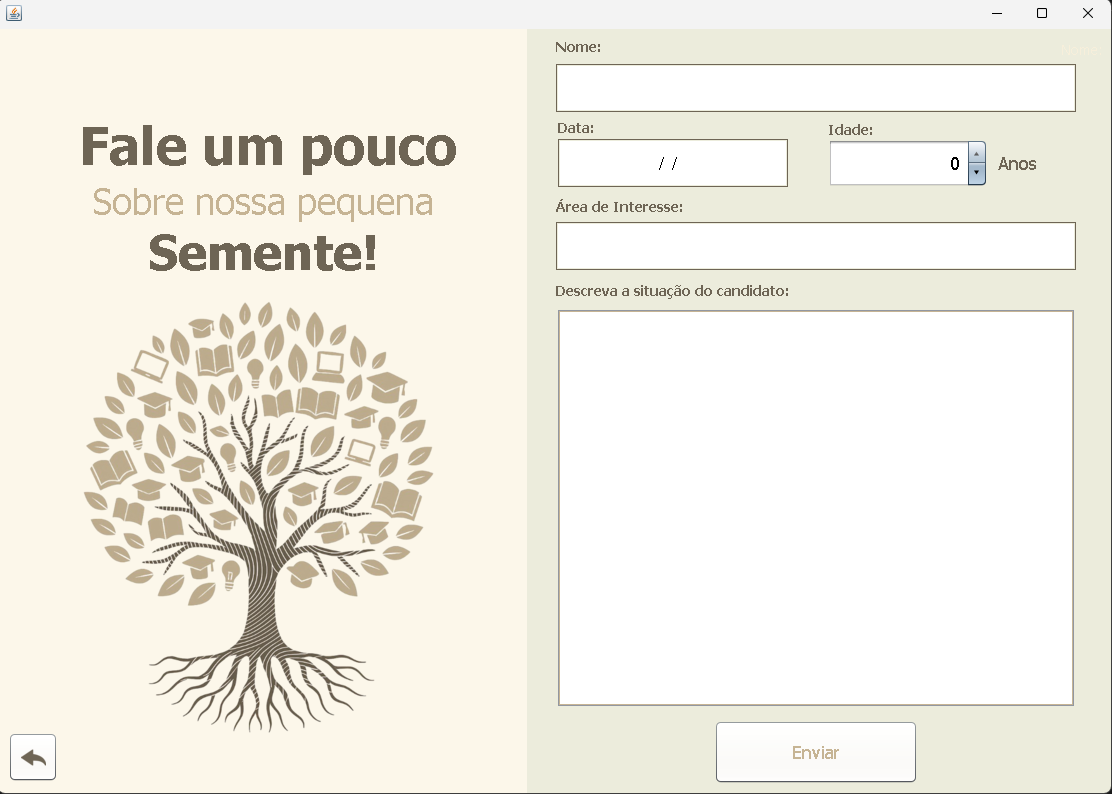 Fale um pouco
Sobre nossa pequena
Semente!
Nome:
Nome:
Data:
Idade:
/ /
0
Anos
Área de Interesse:
Descreva a situação do candidato:
Enviar